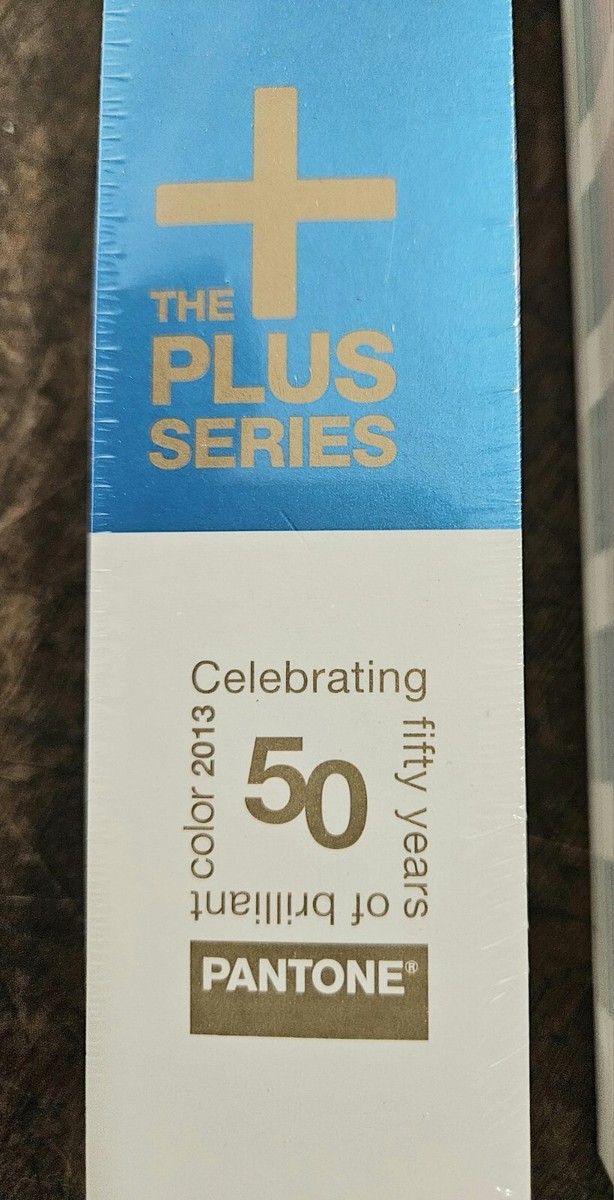 THE
PLUS
SERIES
Celebrating
fifty years
of brilliant
color 2013
50
PANTONE®